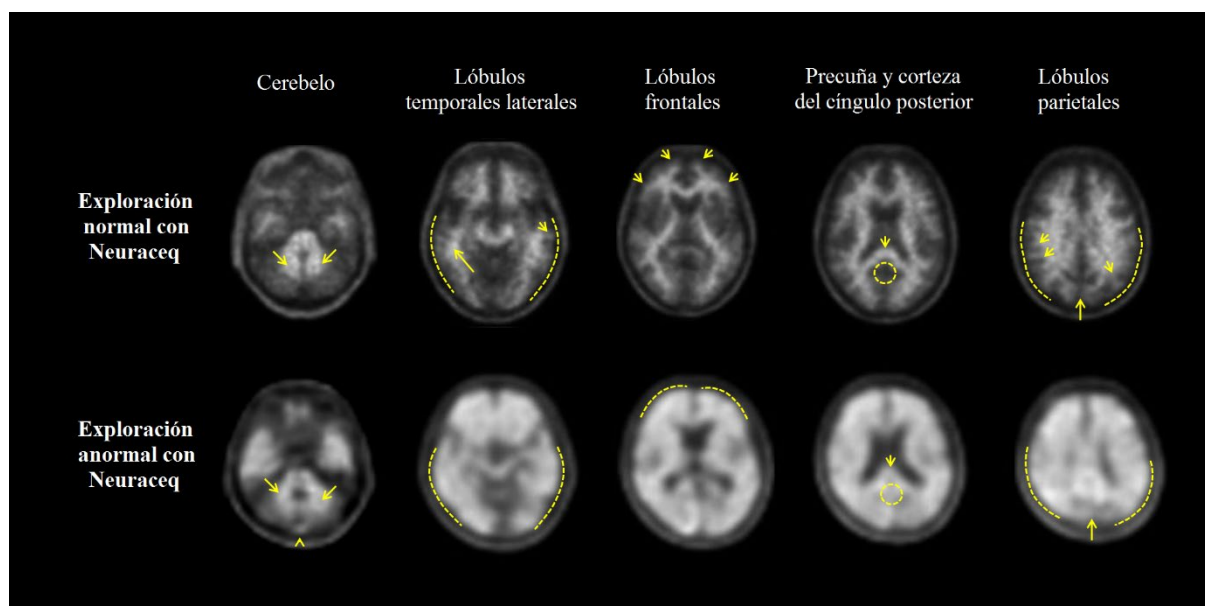 Cerebelo
Lóbulos
temporales laterales
Lóbulos
frontales
Precuña y corteza
del cíngulo posterior
Lóbulos
parietales
Exploración
normal con
Neuraceq
Exploración
anormal con
Neuraceq